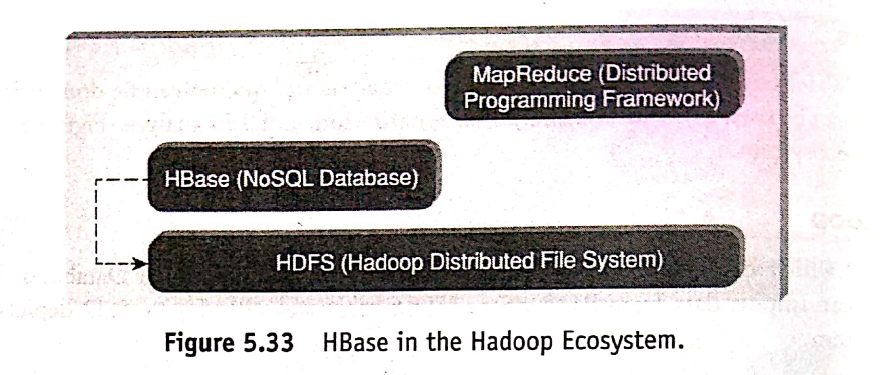 MapReduce (Distributed
Programming Framework)
HBase (NoSQL Database)
HDFS (Hadoop Distributed File System)
Figure 5.33 HBase in the Hadoop Ecosystem.